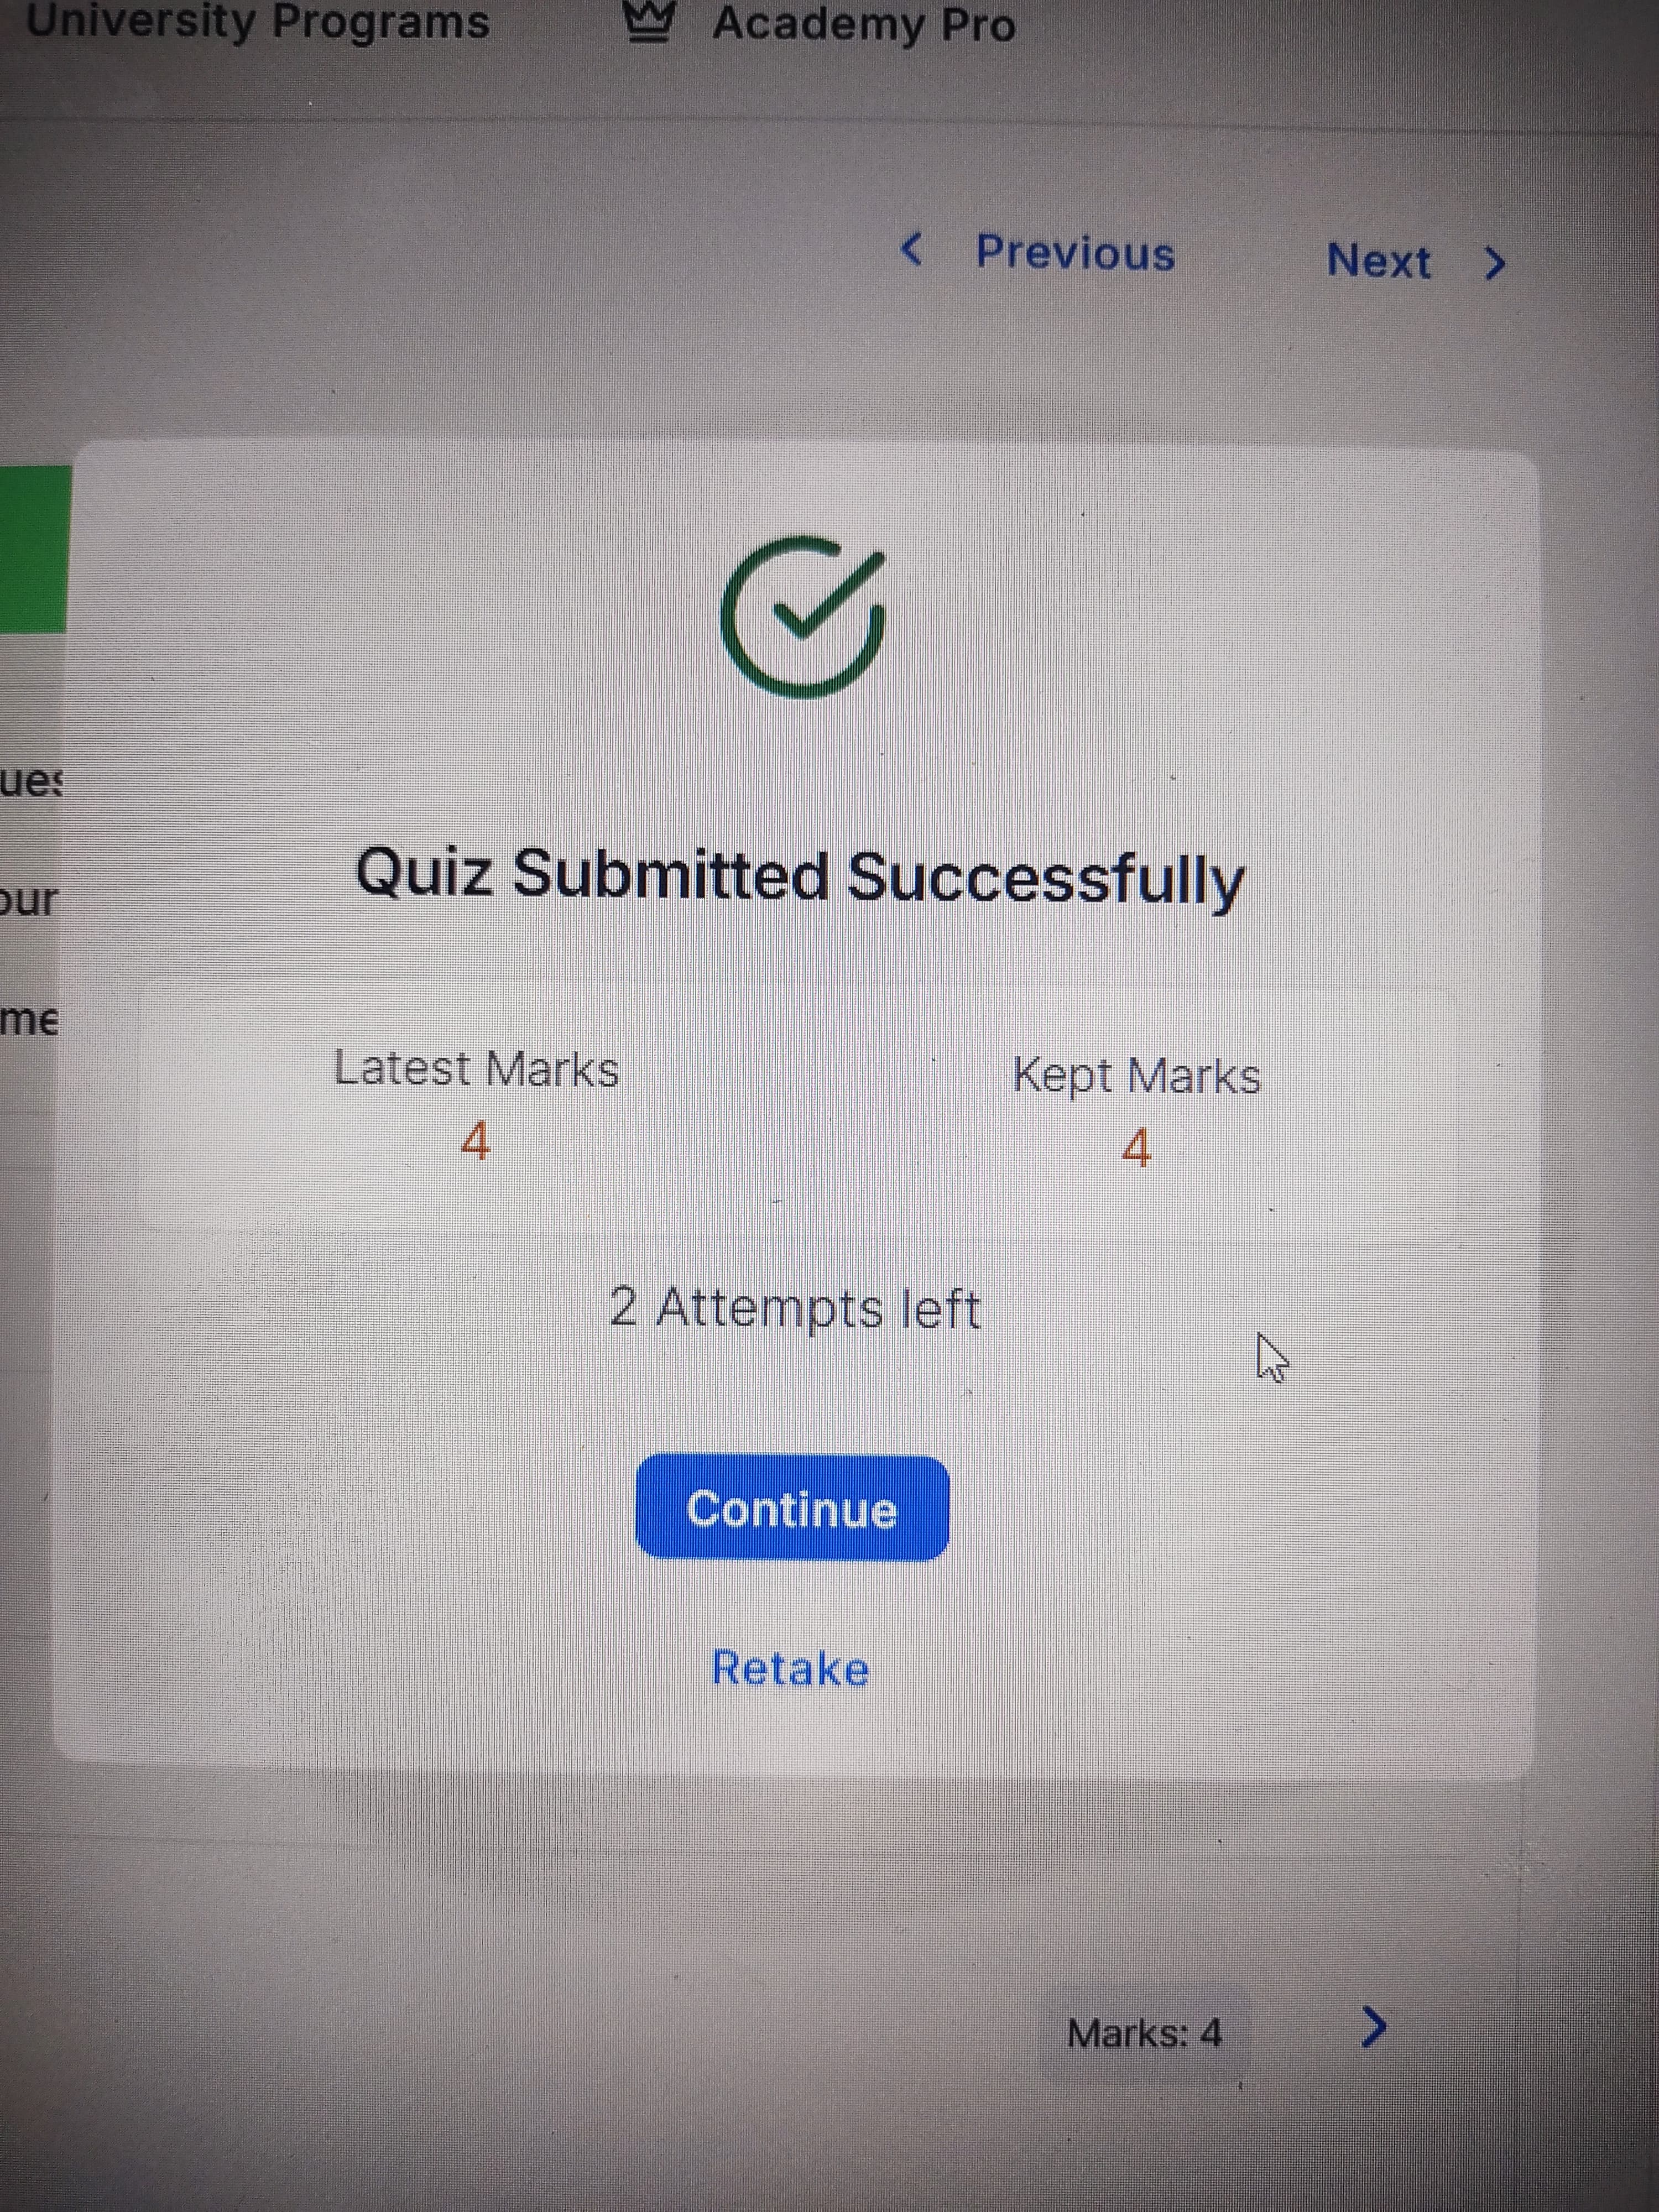 University Programs
Academy Pro
Previous
Next
ues
our
me
Quiz Submitted Successfully
Latest Marks
Kept Marks
4
4
2 Attempts left
Continue
Retake
Marks: 4